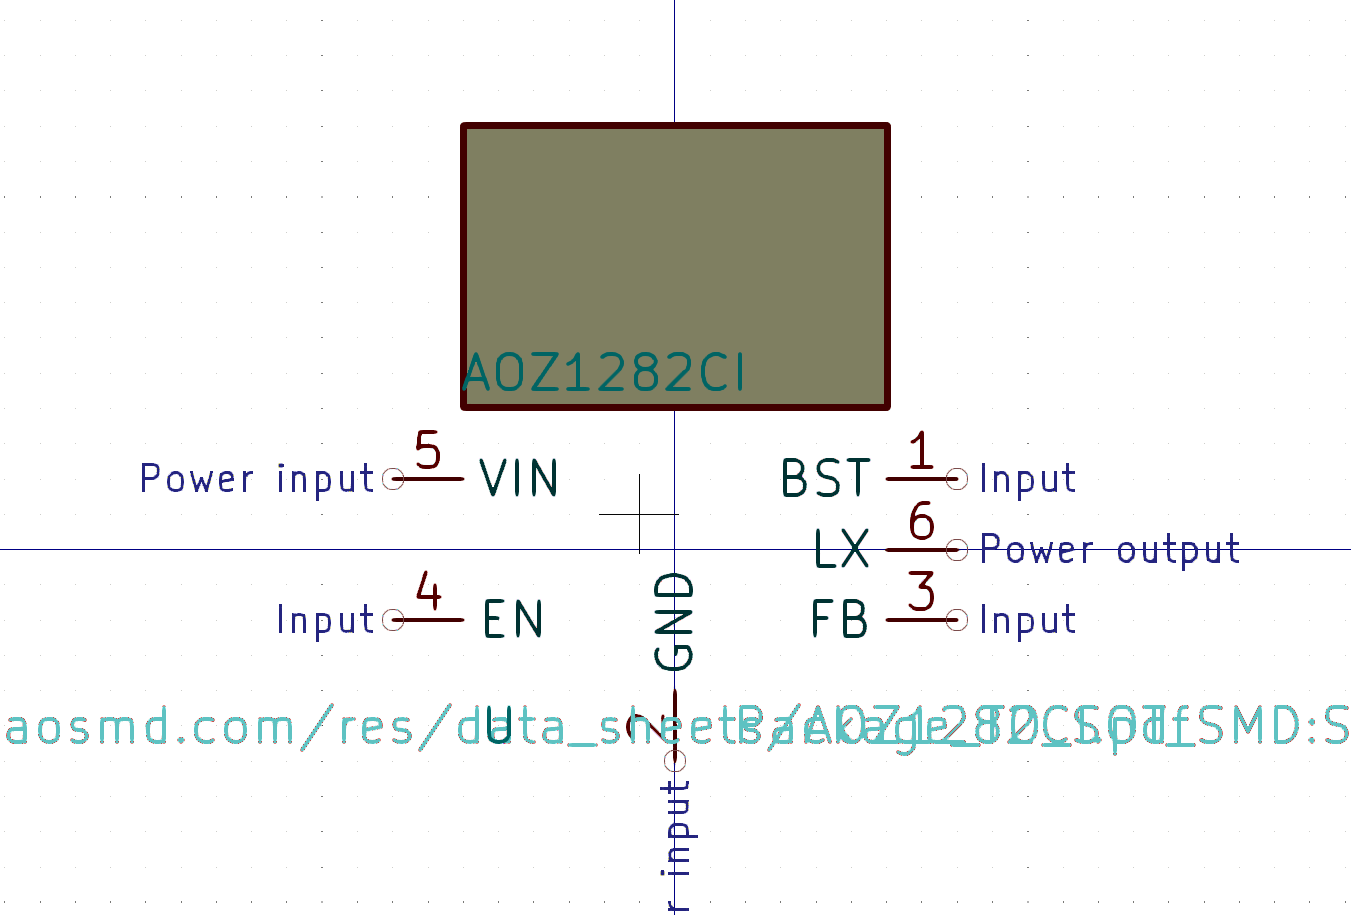 AOZ1282CI
Power input 5 VIN
BST 1 Input
LX 6 Power output
Input 4 EN
FB 3 Input
GND
2
U
aosmd.com/res/data_sheets/AOZ1282CI.pdf
Package_TO_SOT_SMD:S
r input